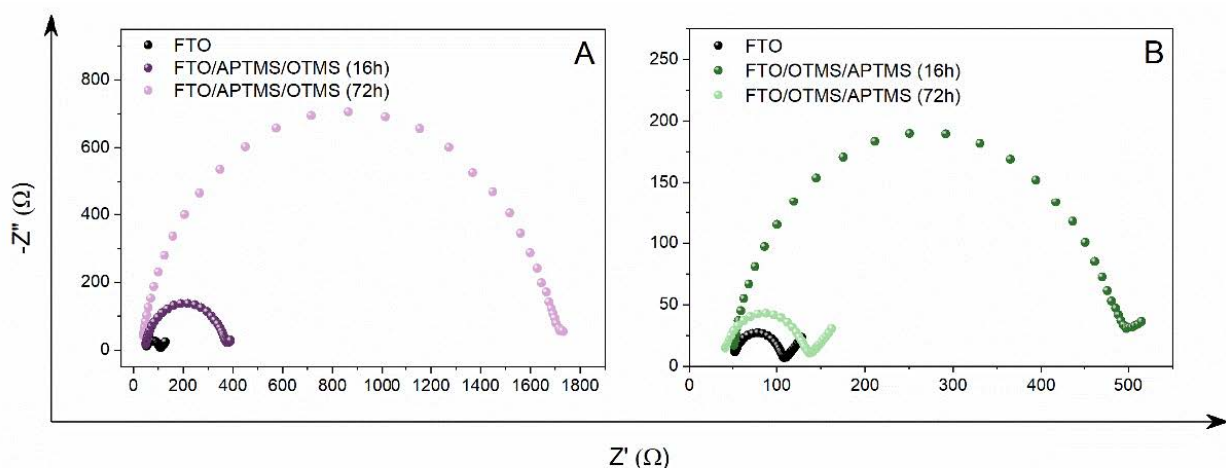 A
FTO
FTO/APTMS/OTMS (16h)
FTO/APTMS/OTMS (72h)
800
600
400
200
0
0 200 400 600 800 1000 1200 1400 1600 1800
B
FTO
FTO/OTMS/APTMS (16h)
FTO/OTMS/APTMS (72h)
250
200
150
100
50
0
0 100 200 300 400 500
-Z" (Ω)
Z' (Ω)